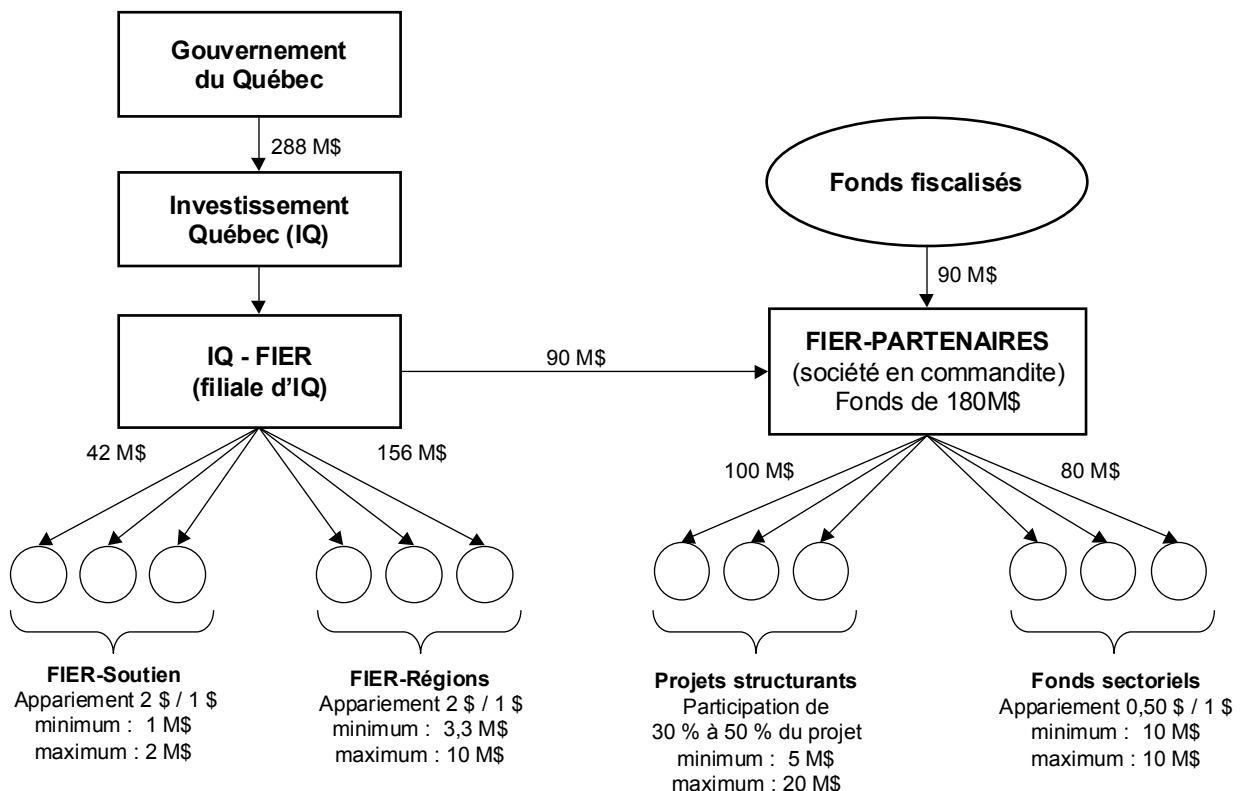 Gouvernement
du Québec
288 M$
Investissement
Québec (IQ)
IQ - FIER
(filiale d'IQ)
90 M$
42 M$
156 M$
FIER-Soutien
Appariement 2 $ / 1 $
minimum : 1 M$
maximum : 2 M$
FIER-Régions
Appariement 2 $ / 1 $
minimum : 3,3 M$
maximum : 10 M$
Fonds fiscalisés
90 M$
FIER-PARTENAIRES
(société en commandite)
Fonds de 180M$
100 M$
80 M$
Projets structurants
Participation de
30 % à 50 % du projet
minimum : 5 M$
maximum : 20 M$
Fonds sectoriels
Appariement 0,50 $ / 1 $
minimum : 10 M$
maximum : 10 M$